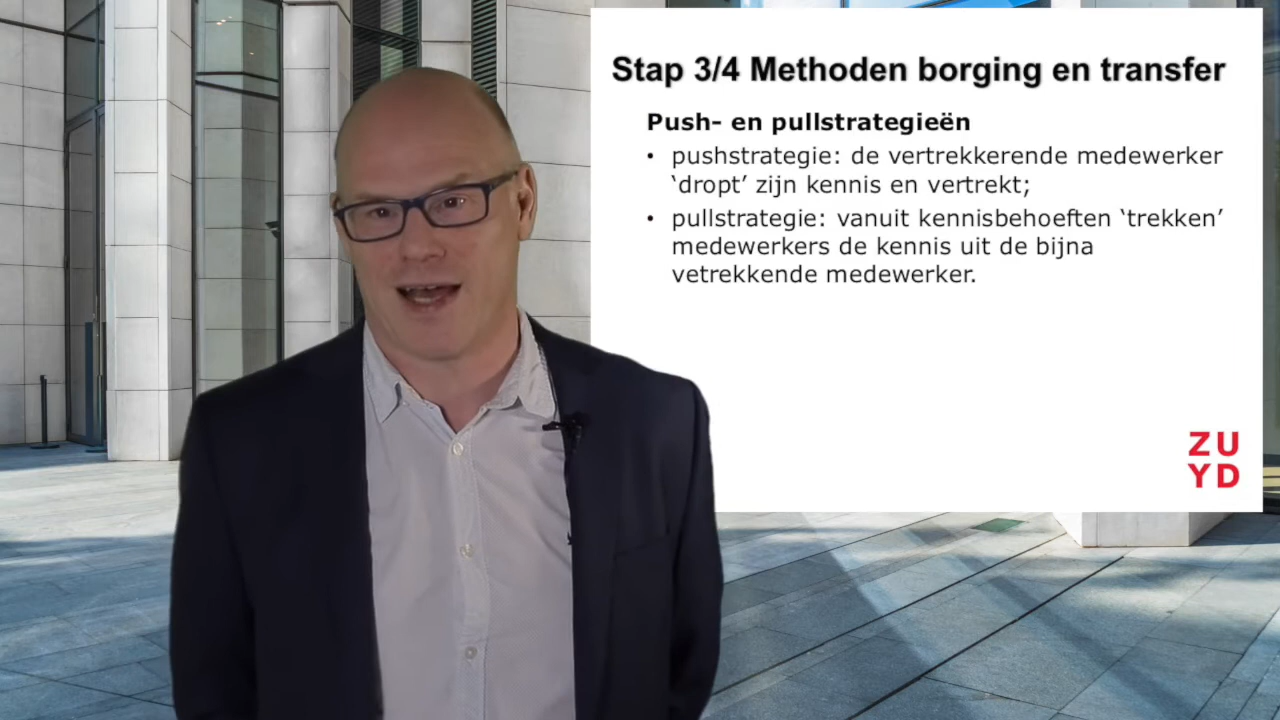 Stap 3/4 Methoden borging en transfer
Push- en pullstrategieën
• pushstrategie: de vertrekkerende medewerker
‘dropt’ zijn kennis en vertrekt;
• pullstrategie: vanuit kennisbehoeften ‘trekken’
medewerkers de kennis uit de bijna
vetrekkende medewerker.
ZU
YD